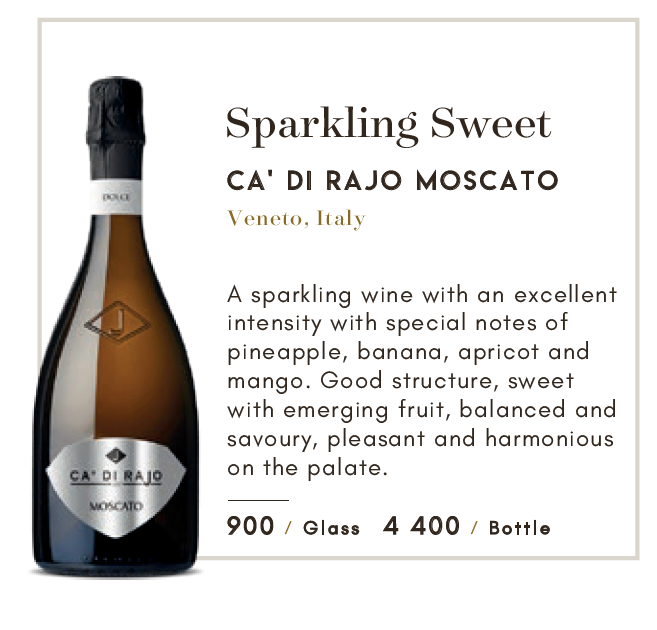 Sparkling Sweet
CA' DI RAJO MOSCATO
Veneto, Italy
A sparkling wine with an excellent
intensity with special notes of
pineapple, banana, apricot and
mango. Good structure, sweet
with emerging fruit, balanced and
savoury, pleasant and harmonious
on the palate.
900 / Glass 4 400 / Bottle
DOLCE
J
CA' DI RAJO
MOSCATO